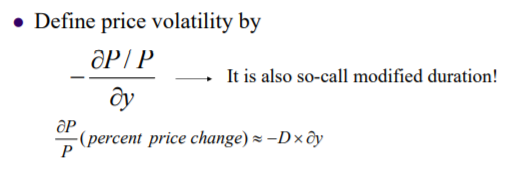 • Define price volatility by
− ∂P / P / ∂y → It is also so-call modified duration!
∂P / P (percent price change) ≈ −D × ∂y